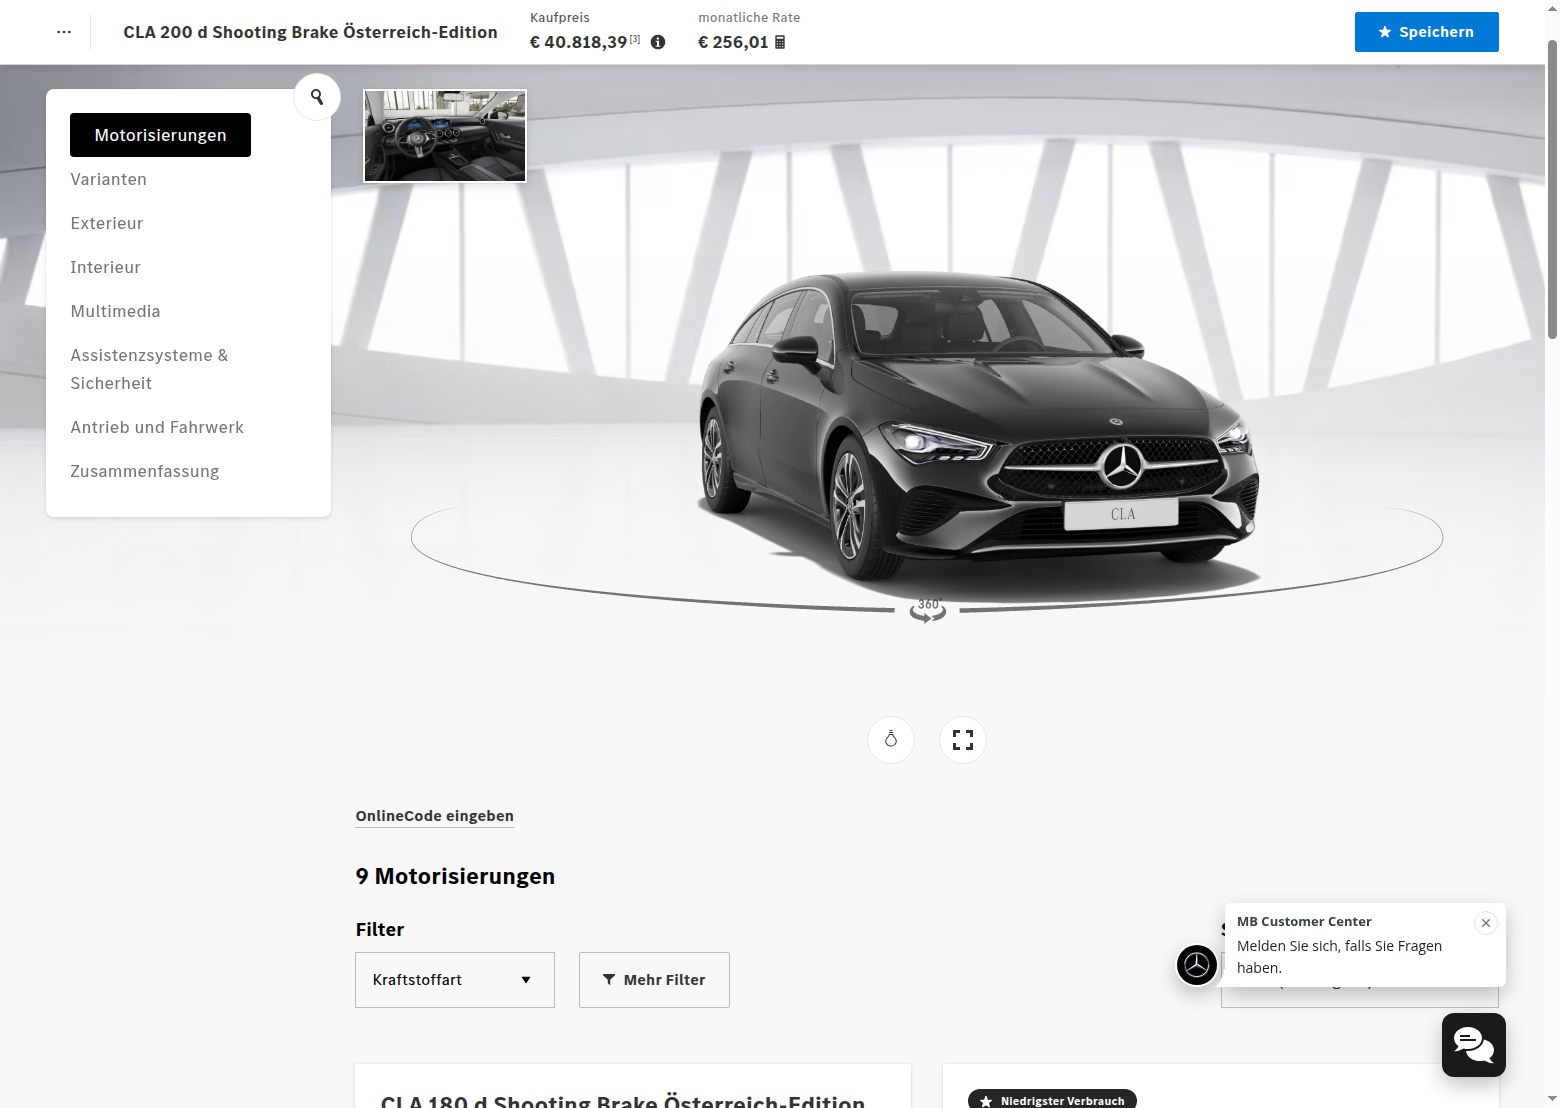 CLA 200 d Shooting Brake Österreich-Edition
Kaufpreis
€ 40.818,39 [3]
monatliche Rate
€ 256,01
Speichern
Motorisierungen
Varianten
Exterieur
Interieur
Multimedia
Assistenzsysteme &
Sicherheit
Antrieb und Fahrwerk
Zusammenfassung
CLA
360°
OnlineCode eingeben
9 Motorisierungen
Filter
Kraftstoffart
Mehr Filter
MB Customer Center
Melden Sie sich, falls Sie Fragen
haben.
CLA 180 d Shooting Brake Österreich-Edition
Niedrigster Verbrauch